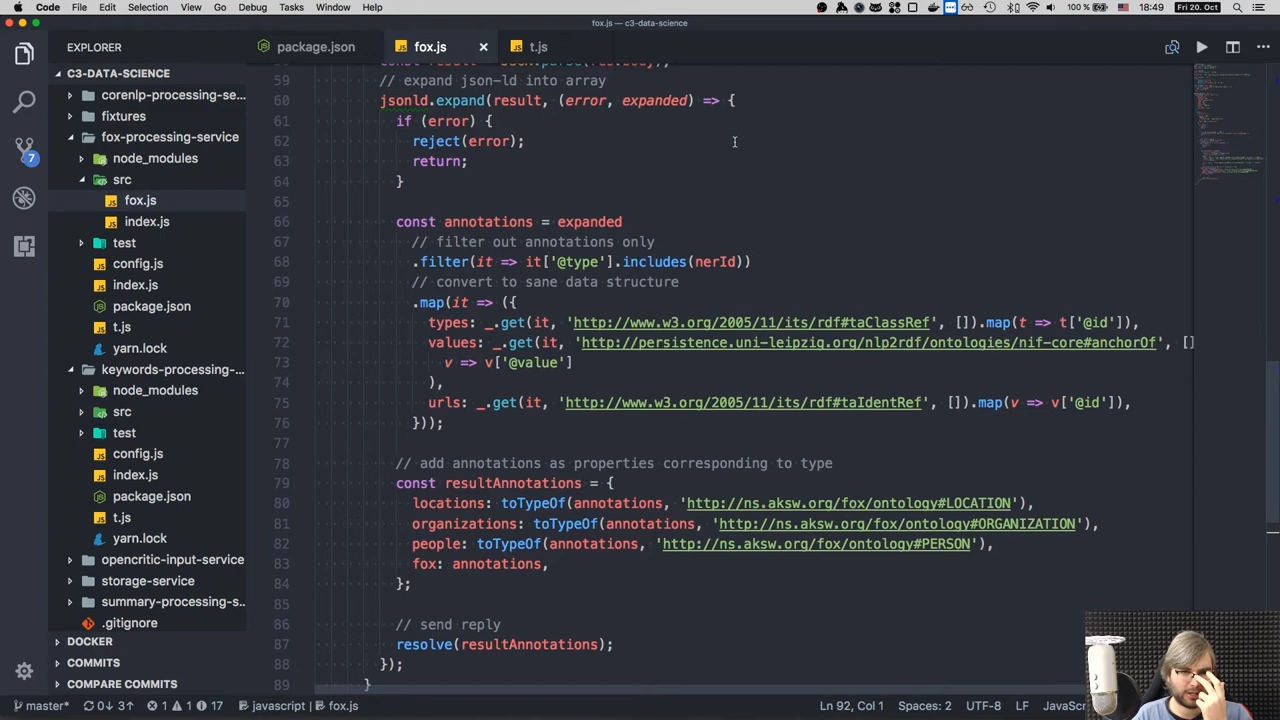 Code File Edit Selection View Go Debug Tasks Window Help 100 % 18:49 Fri 20. Oct
fox.js — c3-data-science
EXPLORER
package.json
fox.js
t.js
C3-DATA-SCIENCE
corenlp-processing-se...
fixtures
fox-processing-service
node_modules
src
fox.js
index.js
test
config.js
index.js
package.json
t.js
yarn.lock
keywords-processing-...
node_modules
src
test
config.js
index.js
package.json
t.js
yarn.lock
opencritic-input-service
storage-service
summary-processing-s...
.gitignore
DOCKER
COMMITS
COMPARE COMMITS
7
59 // expand json-ld into array
60 jsonld.expand(result, (error, expanded) => {
61 if (error) {
62 reject(error);
63 return;
64 }
65
66 const annotations = expanded
67 // filter out annotations only
68 .filter(it => it['@type'].includes(nerId))
69 // convert to sane data structure
70 .map(it => ({
71 types: _.get(it, 'http://www.w3.org/2005/11/its/rdf#taClassRef', []).map(t => t['@id']),
72 values: _.get(it, 'http://persistence.uni-leipzig.org/nlp2rdf/ontologies/nif-core#anchorOf', []
73 v => v['@value']
74 ),
75 urls: _.get(it, 'http://www.w3.org/2005/11/its/rdf#taIdentRef', []).map(v => v['@id']),
76 }));
77
78 // add annotations as properties corresponding to type
79 const resultAnnotations = {
80 locations: toTypeOf(annotations, 'http://ns.aksw.org/fox/ontology#LOCATION'),
81 organizations: toTypeOf(annotations, 'http://ns.aksw.org/fox/ontology#ORGANIZATION'),
82 people: toTypeOf(annotations, 'http://ns.aksw.org/fox/ontology#PERSON'),
83 fox: annotations,
84 };
85
86 // send reply
87 resolve(resultAnnotations);
88 });
89 }
master* 0↓ 3↑ 1 1 17 javascript fox.js Ln 92, Col 1 Spaces: 2 UTF-8 LF JavaSc